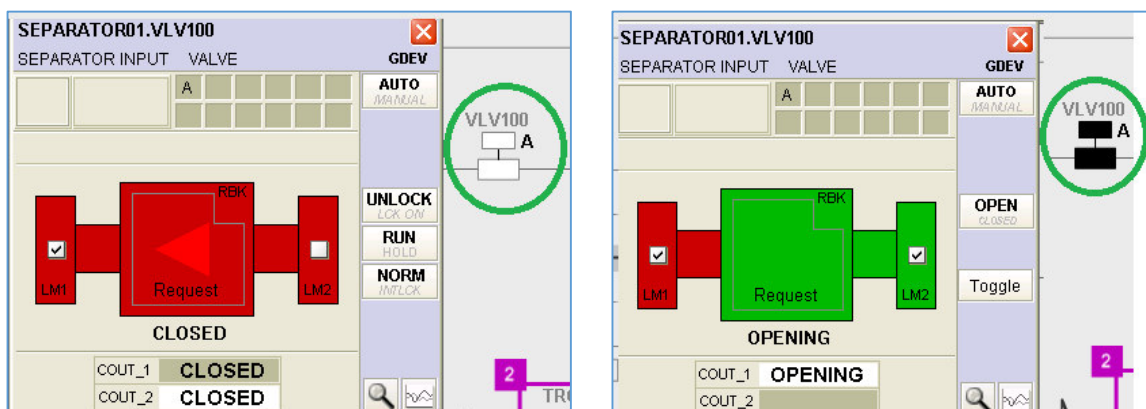 SEPARATOR01.VLV100
SEPARATOR INPUT VALVE GDEV
A
AUTO
MANUAL
VLV100
A
RBK
UNLOCK
LCK ON
RUN
HOLD
NORM
INTLCK
LM1
Request
LM2
CLOSED
COUT_1 CLOSED
COUT_2 CLOSED
2
SEPARATOR01.VLV100
SEPARATOR INPUT VALVE GDEV
A
AUTO
MANUAL
VLV100
A
RBK
OPEN
CLOSED
Toggle
LM1
Request
LM2
OPENING
COUT_1 OPENING
COUT_2
2